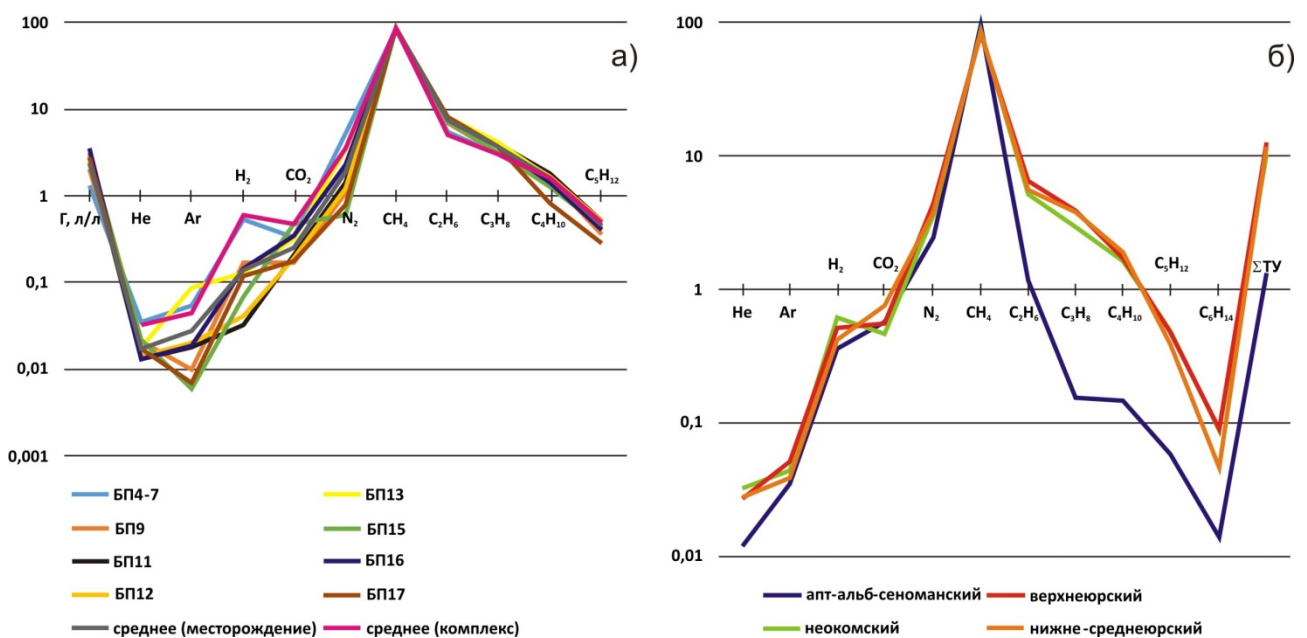 100
10
1
0,1
0,01
0,001
а)
Г, л/л He Ar H₂ CO₂ N₂ CH₄ C₂H₆ C₃H₈ C₄H₁₀ C₅H₁₂
БП4-7
БП9
БП11
БП12
среднее (месторождение)
БП13
БП15
БП16
БП17
среднее (комплекс)
100
10
1
0,1
0,01
б)
He Ar H₂ CO₂ N₂ CH₄ C₂H₆ C₃H₈ C₄H₁₀ C₅H₁₂ C₆H₁₄ ΣТУ
апт-альб-сеноманский
неокомский
верхнеюрский
нижне-среднеюрский